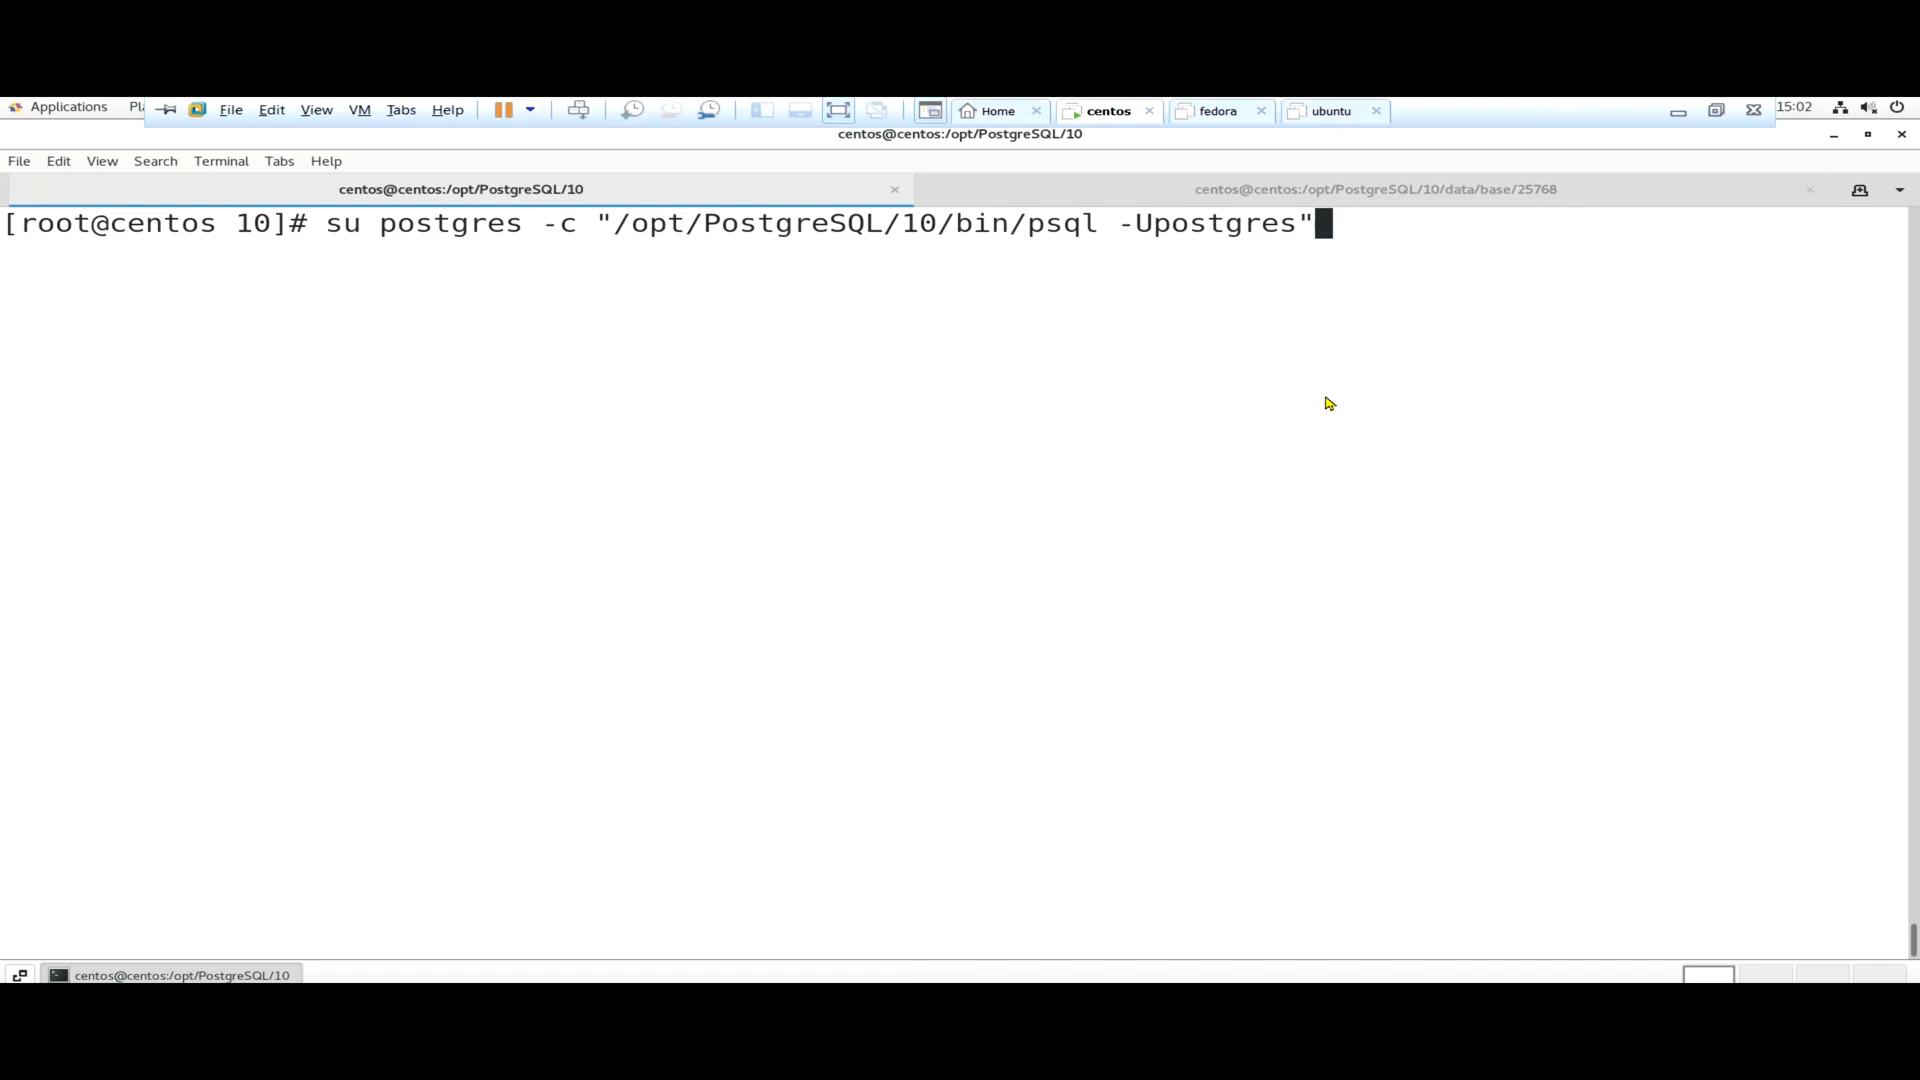 Applications
File Edit View VM Tabs Help
Home centos fedora ubuntu
15:02
centos@centos:/opt/PostgreSQL/10
File Edit View Search Terminal Tabs Help
centos@centos:/opt/PostgreSQL/10
centos@centos:/opt/PostgreSQL/10/data/base/25768
[root@centos 10]# su postgres -c "/opt/PostgreSQL/10/bin/psql -Upostgres"
centos@centos:/opt/PostgreSQL/10